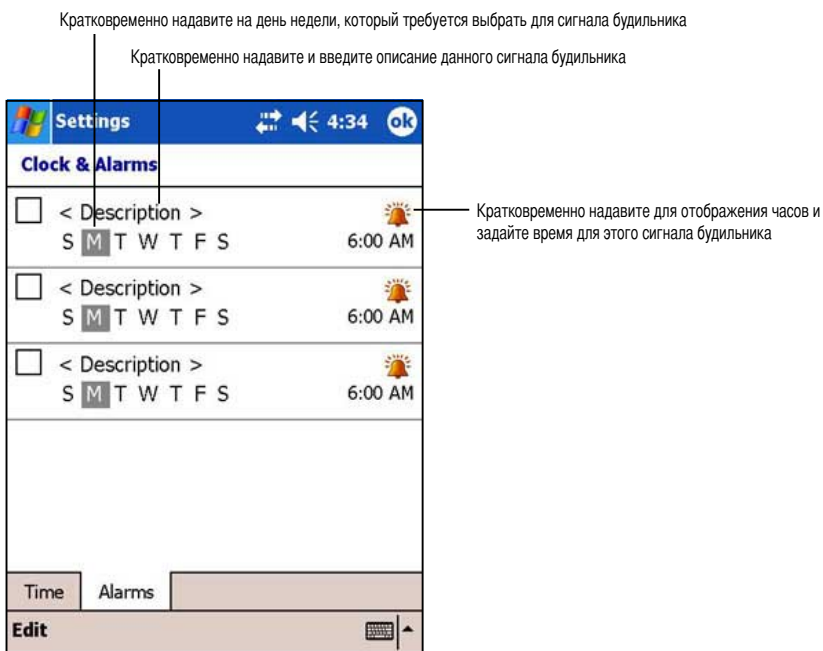 Кратковременно надавите на день недели, который требуется выбрать для сигнала будильника
Кратковременно надавите и введите описание данного сигнала будильника
Settings 4:34 ok
Clock & Alarms
< Description >
S M T W T F S 6:00 AM
Кратковременно надавите для отображения часов и
задайте время для этого сигнала будильника
< Description >
S M T W T F S 6:00 AM
< Description >
S M T W T F S 6:00 AM
Time Alarms
Edit